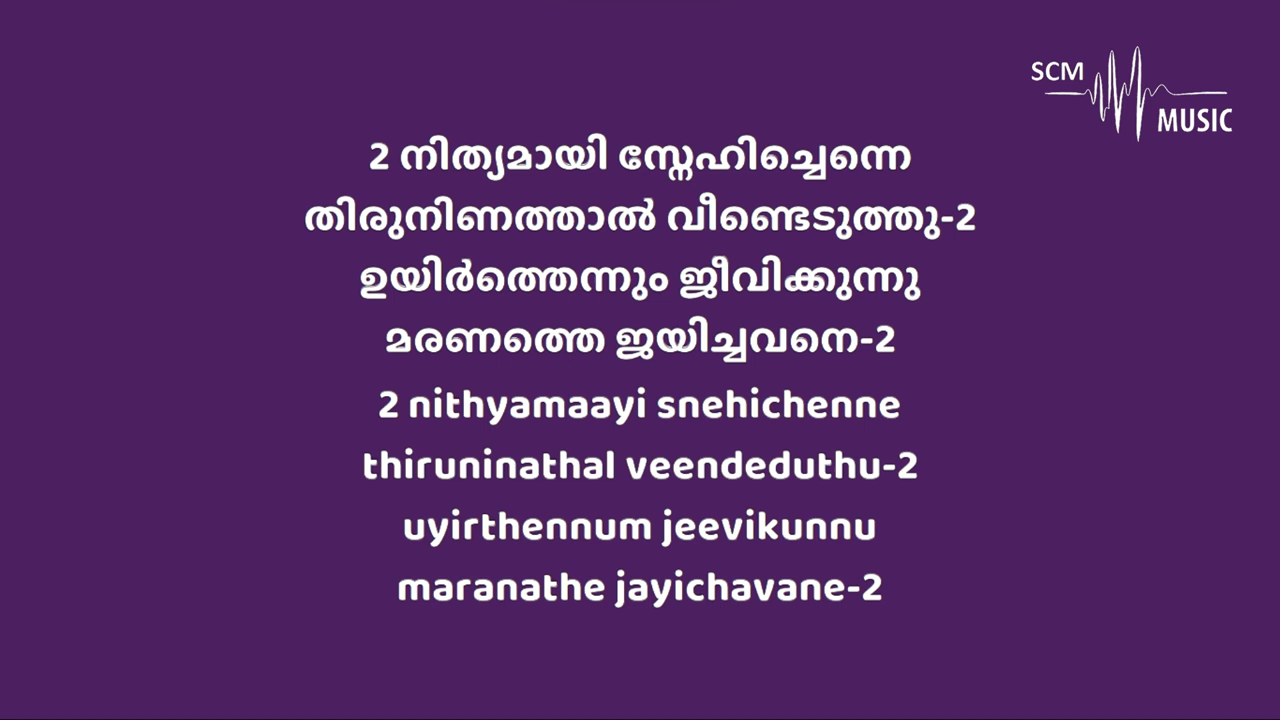 SCM
MUSIC
2 നിത്യമായി സ്നേഹിച്ചെന്നെ
തിരുനിണത്താൽ വീണ്ടെടുത്തു-2
ഉയിർത്തെന്നും ജീവിക്കുന്നു
മരണത്തെ ജയിച്ചവനെ-2
2 nithyamaayi snehichenne
thiruninathal veendeduthu-2
uyirthennum jeevikunnu
maranathe jayichavane-2